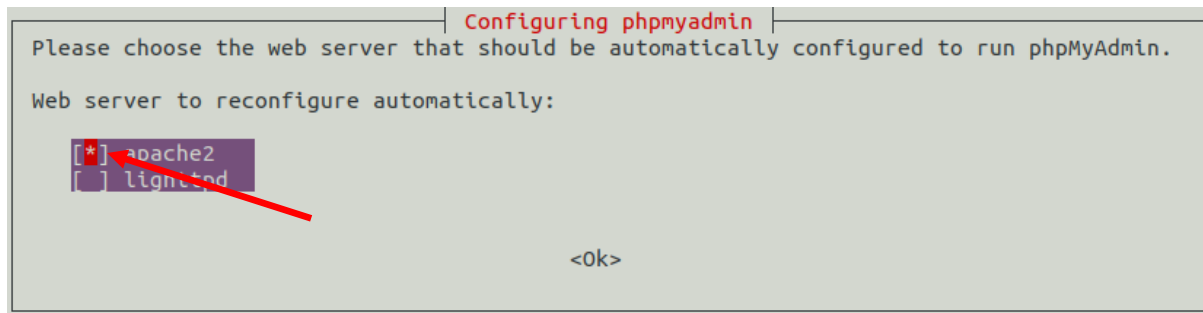 Configuring phpmyadmin
Please choose the web server that should be automatically configured to run phpMyAdmin.
Web server to reconfigure automatically:
[*] apache2
[ ] lighttpd
<Ok>